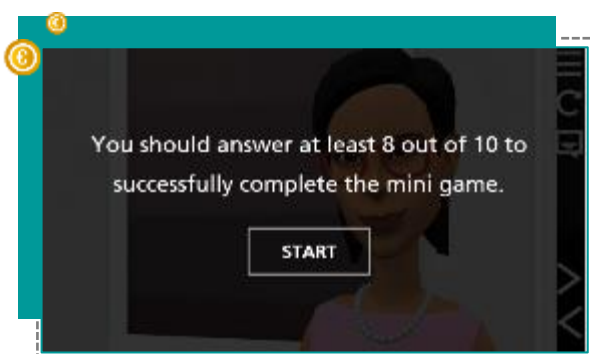 You should answer at least 8 out of 10 to
successfully complete the mini game.
START